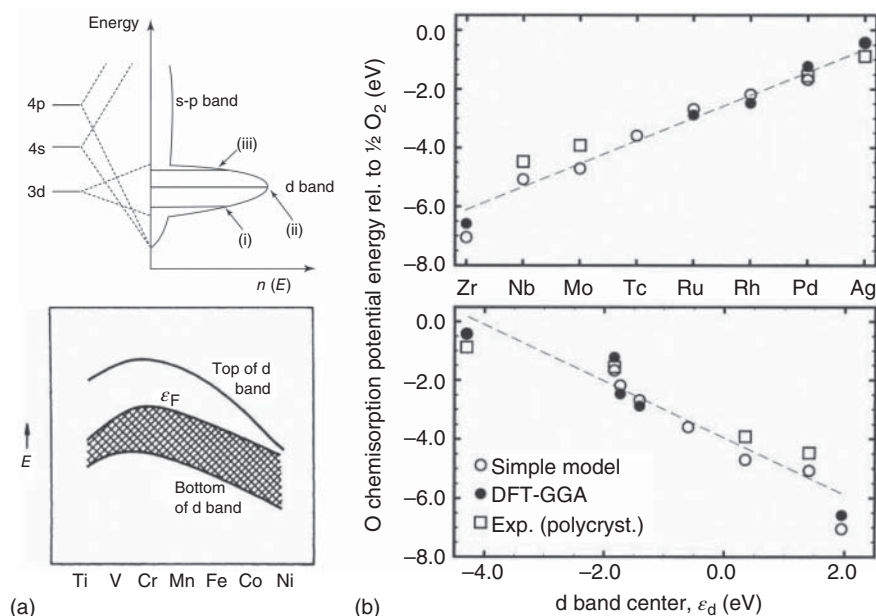 Energy
4p
4s
3d
s-p band
(iii)
d band
(ii)
(i)
n (E)
Top of d
band
εF
E
Bottom
of d band
Ti V Cr Mn Fe Co Ni
(a)
O chemisorption potential energy rel. to ½ O2 (eV)
0.0
−2.0
−4.0
−6.0
−8.0
Zr Nb Mo Tc Ru Rh Pd Ag
0.0
−2.0
−4.0
−6.0
−8.0
Simple model
DFT-GGA
Exp. (polycryst.)
−4.0 −2.0 0.0 2.0
d band center, εd (eV)
(b)